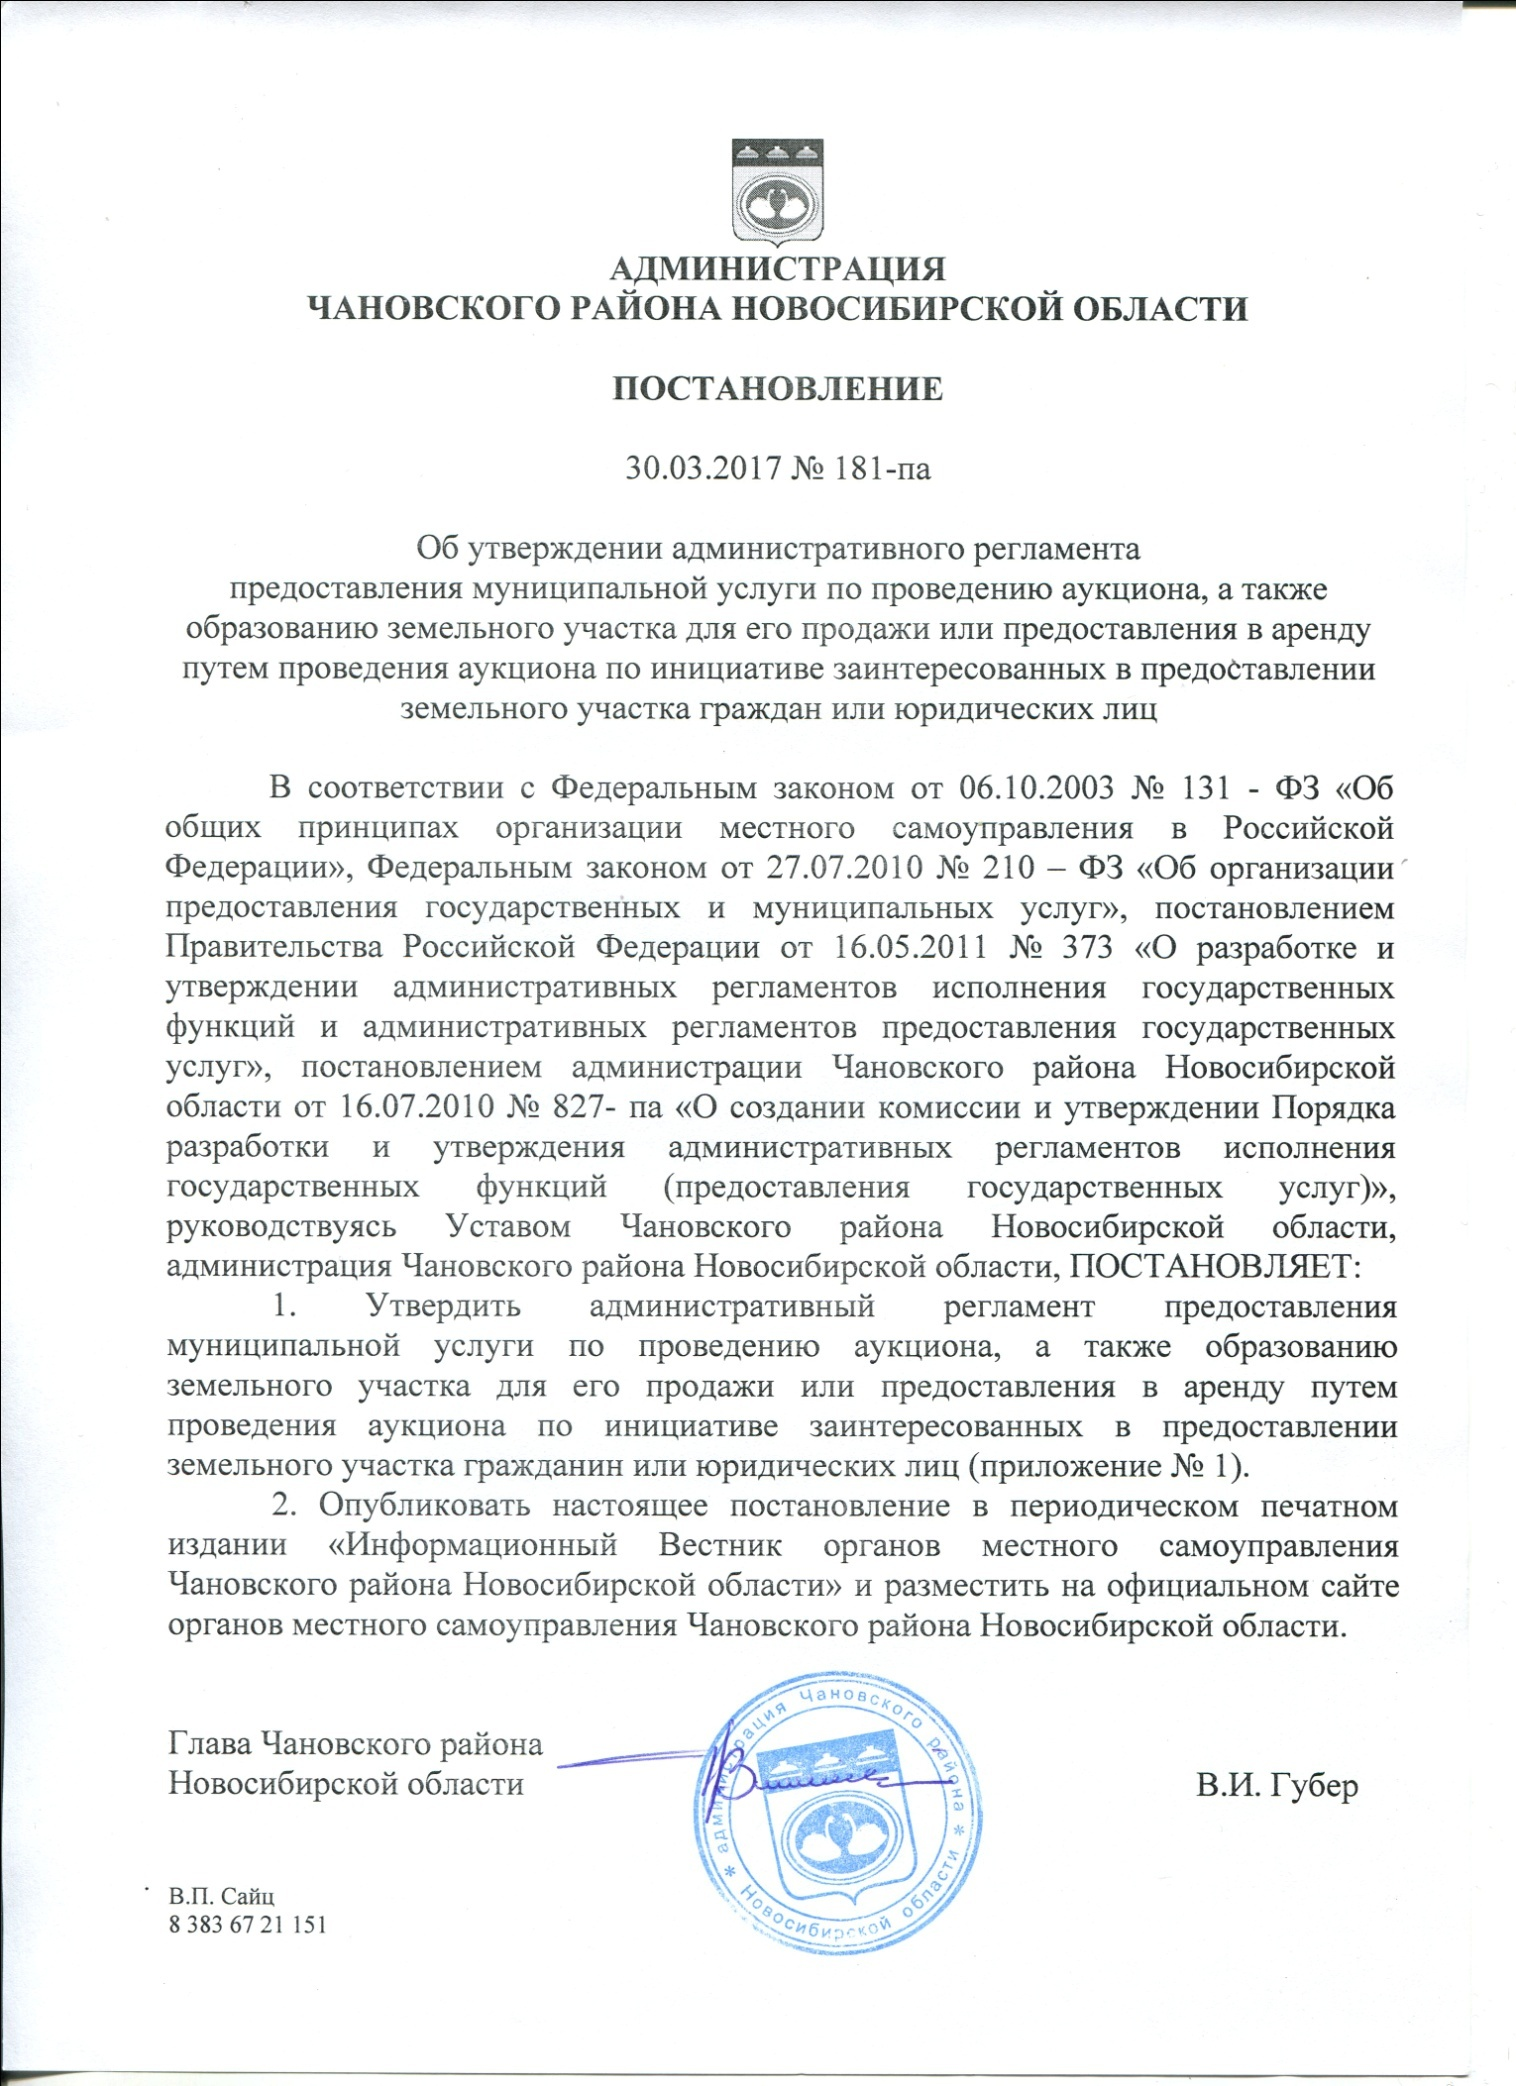 АДМИНИСТРАЦИЯ
ЧАНОВСКОГО РАЙОНА НОВОСИБИРСКОЙ ОБЛАСТИ
ПОСТАНОВЛЕНИЕ
30.03.2017 № 181-па
Об утверждении административного регламента
предоставления муниципальной услуги по проведению аукциона, а также
образованию земельного участка для его продажи или предоставления в аренду
путем проведения аукциона по инициативе заинтересованных в предоставлении
земельного участка граждан или юридических лиц
В соответствии с Федеральным законом от 06.10.2003 № 131 - ФЗ «Об
общих принципах организации местного самоуправления в Российской
Федерации», Федеральным законом от 27.07.2010 № 210 – ФЗ «Об организации
предоставления государственных и муниципальных услуг», постановлением
Правительства Российской Федерации от 16.05.2011 № 373 «О разработке и
утверждении административных регламентов исполнения государственных
функций и административных регламентов предоставления государственных
услуг», постановлением администрации Чановского района Новосибирской
области от 16.07.2010 № 827- па «О создании комиссии и утверждении Порядка
разработки и утверждения административных регламентов исполнения
государственных функций (предоставления государственных услуг)»,
руководствуясь Уставом Чановского района Новосибирской области,
администрация Чановского района Новосибирской области, ПОСТАНОВЛЯЕТ:
1. Утвердить административный регламент предоставления
муниципальной услуги по проведению аукциона, а также образованию
земельного участка для его продажи или предоставления в аренду путем
проведения аукциона по инициативе заинтересованных в предоставлении
земельного участка гражданин или юридических лиц (приложение № 1).
2. Опубликовать настоящее постановление в периодическом печатном
издании «Информационный Вестник органов местного самоуправления
Чановского района Новосибирской области» и разместить на официальном сайте
органов местного самоуправления Чановского района Новосибирской области.
Глава Чановского района
Новосибирской области
В.И. Губер
* администрация Чановского района *
Новосибирской области
В.П. Сайц
8 383 67 21 151